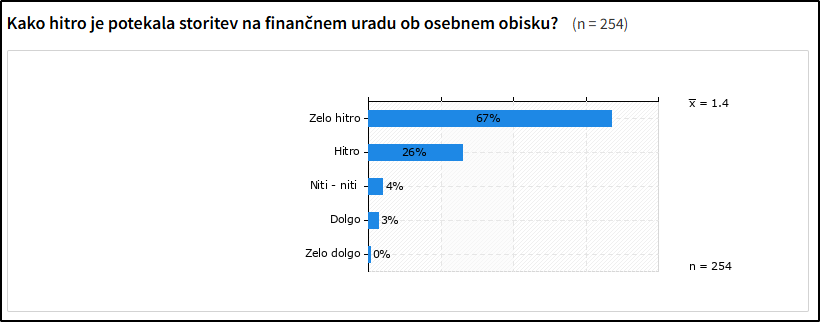 Kako hitro je potekala storitev na finančnem uradu ob osebnem obisku? (n = 254)
x̅ = 1.4
Zelo hitro 67%
Hitro 26%
Niti - niti 4%
Dolgo 3%
Zelo dolgo 0%
n = 254